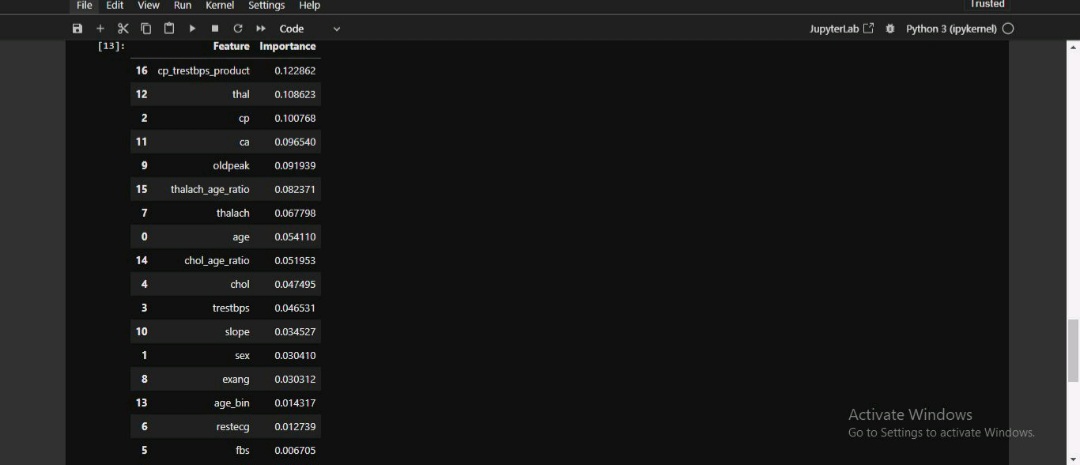 File Edit View Run Kernel Settings Help Trusted
Code JupyterLab Python 3 (ipykernel)
[13]: Feature Importance
16 cp_trestbps_product 0.122862
12 thal 0.108623
2 cp 0.100768
11 ca 0.096540
9 oldpeak 0.091939
15 thalach_age_ratio 0.082371
7 thalach 0.067798
0 age 0.054110
14 chol_age_ratio 0.051953
4 chol 0.047495
3 trestbps 0.046531
10 slope 0.034527
1 sex 0.030410
8 exang 0.030312
13 age_bin 0.014317
6 restecg 0.012739
5 fbs 0.006705
Activate Windows
Go to Settings to activate Windows.